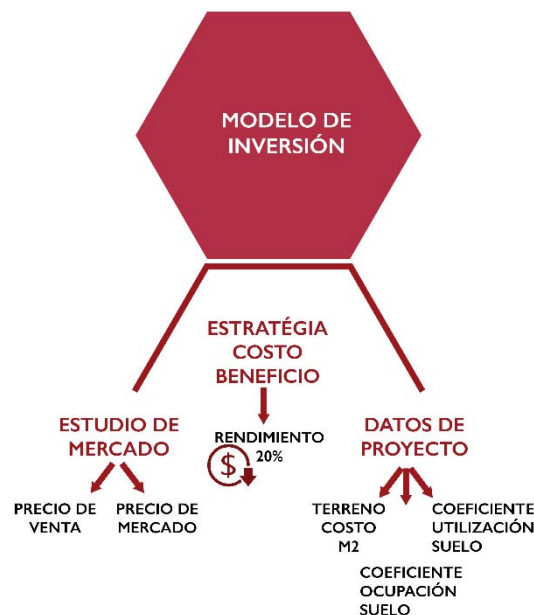 MODELO DE
INVERSIÓN
ESTRATÉGIA
COSTO
BENEFICIO
RENDIMIENTO
20%
$
ESTUDIO DE
MERCADO
PRECIO DE
VENTA
PRECIO DE
MERCADO
DATOS DE
PROYECTO
TERRENO
COSTO
M2
COEFICIENTE
OCUPACIÓN
SUELO
COEFICIENTE
UTILIZACIÓN
SUELO